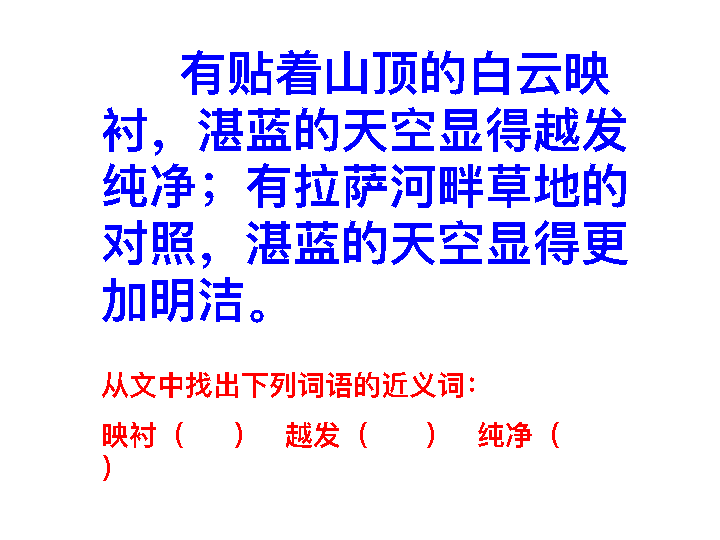 有贴着山顶的白云映
衬，湛蓝的天空显得越发
纯净；有拉萨河畔草地的
对照，湛蓝的天空显得更
加明洁。
从文中找出下列词语的近义词：
映衬（　　）　越发（　　）　纯净（
）